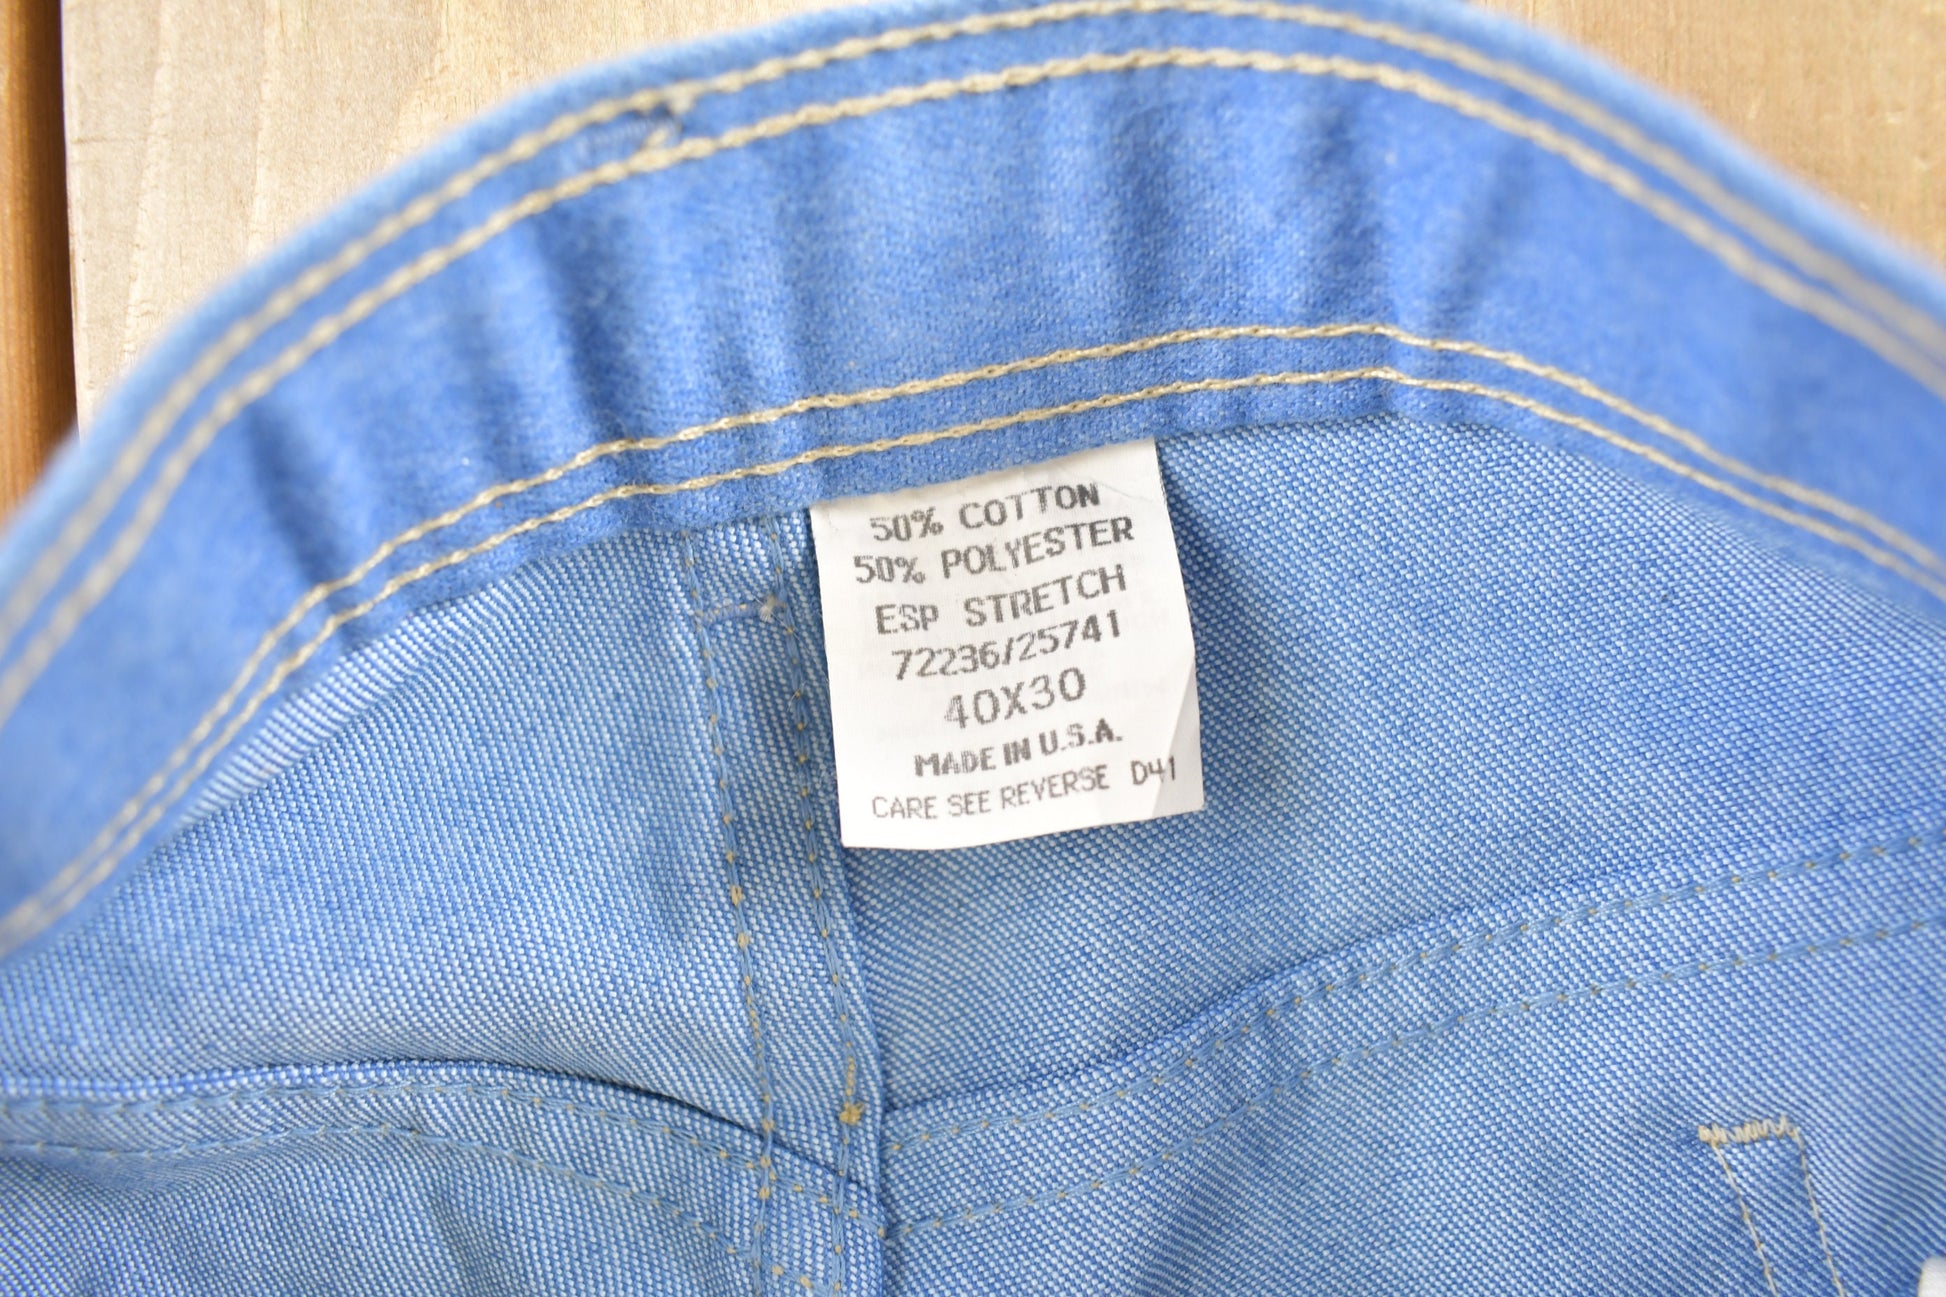 50% COTTON
50% POLYESTER
ESP STRETCH
72236/25741
40X30
MADE IN U.S.A.
CARE SEE REVERSE D41